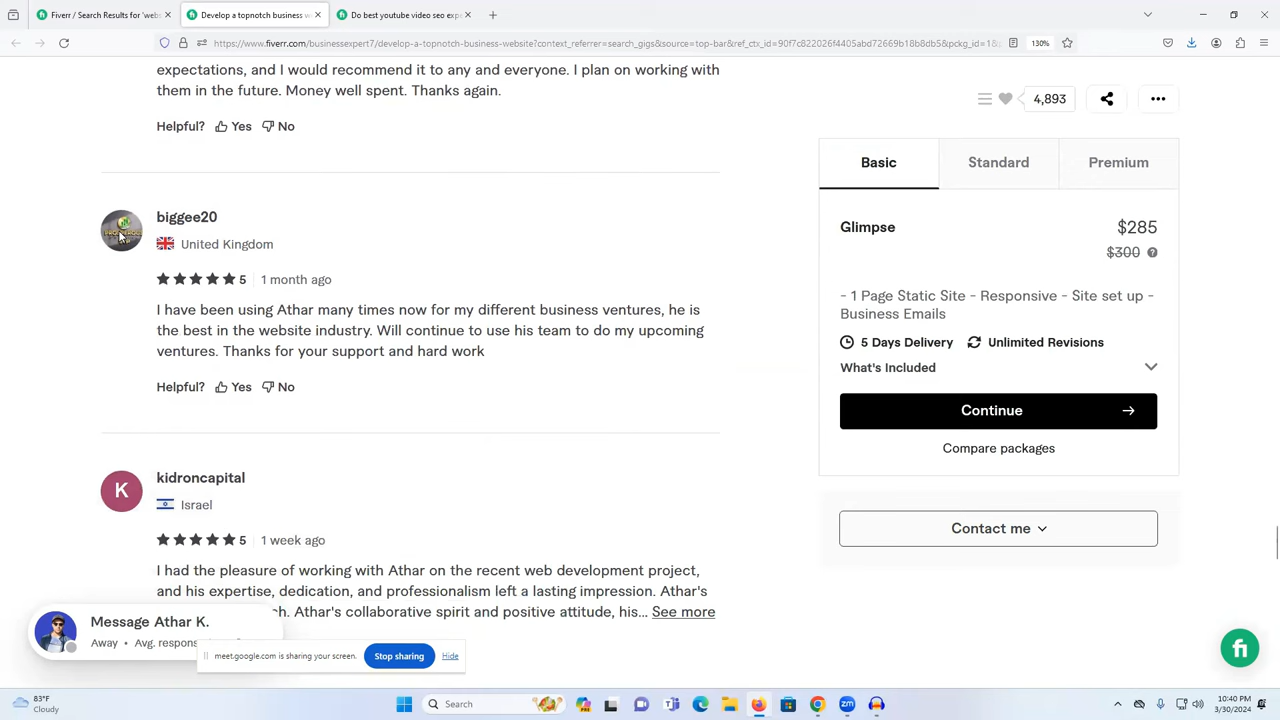 Fiverr / Search Results for 'webs
Develop a topnotch business w
Do best youtube video seo exp
https://www.fiverr.com/businessexpert7/develop-a-topnotch-business-website?context_referrer=search_gigs&source=top-bar&ref_ctx_id=90f7c822026f4405abd72669b18b8db5&pckg_id=1&
130%
expectations, and I would recommend it to any and everyone. I plan on working with
them in the future. Money well spent. Thanks again.
Helpful? Yes No
biggee20
United Kingdom
5 | 1 month ago
I have been using Athar many times now for my different business ventures, he is
the best in the website industry. Will continue to use his team to do my upcoming
ventures. Thanks for your support and hard work
Helpful? Yes No
K
kidroncapital
Israel
5 | 1 week ago
I had the pleasure of working with Athar on the recent web development project,
and his expertise, dedication, and professionalism left a lasting impression. Athar's
ch. Athar's collaborative spirit and positive attitude, his... See more
4,893
Basic Standard Premium
Glimpse $285
$300
- 1 Page Static Site - Responsive - Site set up -
Business Emails
5 Days Delivery Unlimited Revisions
What's Included
Continue
Compare packages
Contact me
Message Athar K.
Away • Avg. respons
meet.google.com is sharing your screen. Stop sharing Hide
fi
83°F
Cloudy
Search
zm
10:40 PM
3/30/2024